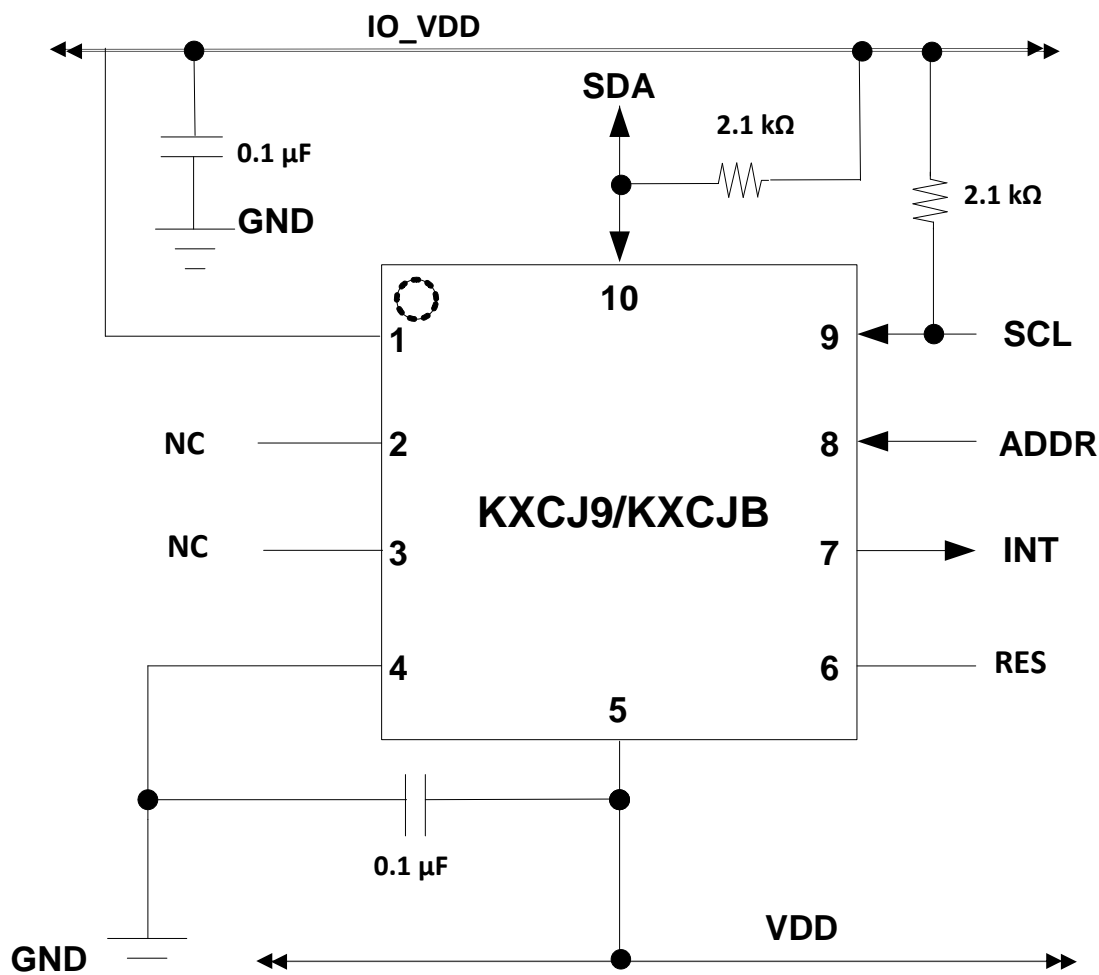 IO_VDD
SDA
2.1 kΩ
0.1 µF
2.1 kΩ
GND
10
1
9
SCL
NC
2
8
ADDR
KXCJ9/KXCJB
NC
3
7
INT
4
6
RES
5
0.1 µF
VDD
GND